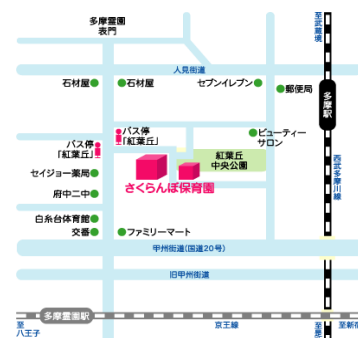 多摩霊園
表門
至武蔵境
人見街道
石材屋
石材屋
セブンイレブン
郵便局
多摩駅
バス停
「紅葉丘」
バス停
「紅葉丘」
ビューティー
サロン
紅葉丘
中央公園
西武多摩川線
セイジョー薬局
さくらんぼ保育園
府中二中
白糸台体育館
交番
ファミリーマート
甲州街道(国道20号)
旧甲州街道
多摩霊園駅
至
八王子
京王線
至新宿